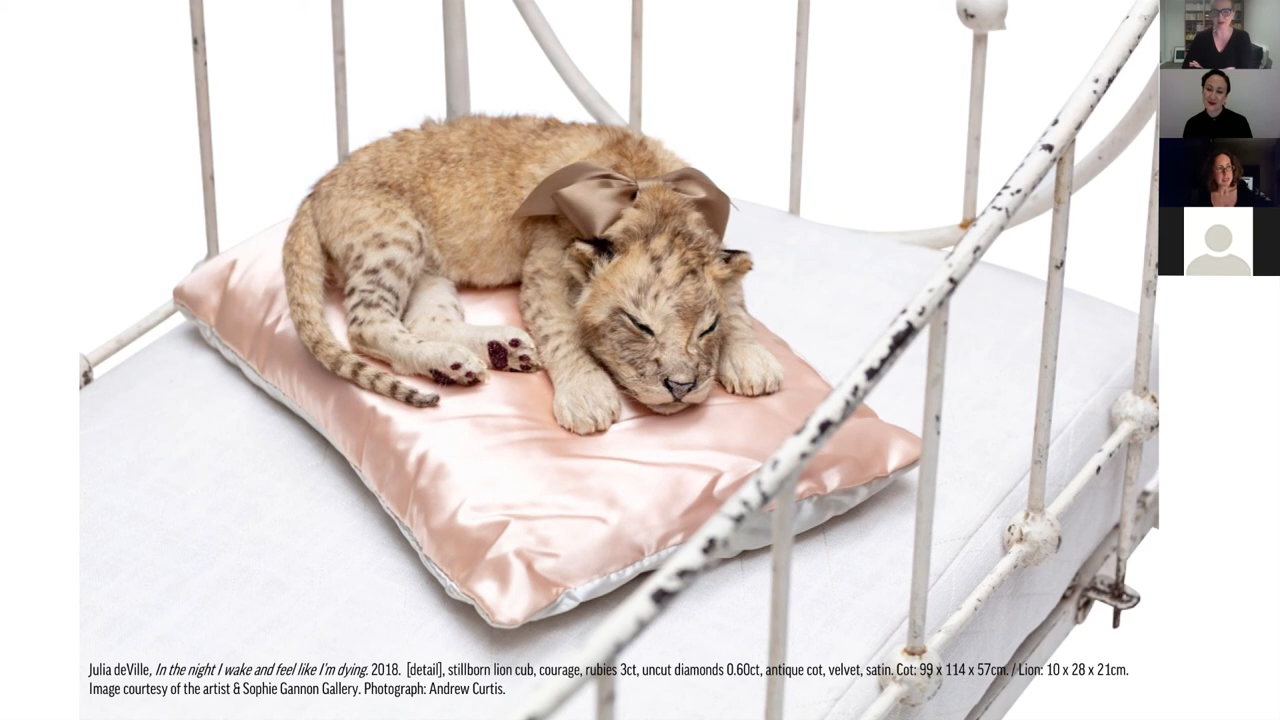 Julia deVille, In the night I wake and feel like I'm dying. 2018. [detail], stillborn lion cub, courage, rubies 3ct, uncut diamonds 0.60ct, antique cot, velvet, satin. Cot: 99 x 114 x 57cm. / Lion: 10 x 28 x 21cm.
Image courtesy of the artist & Sophie Gannon Gallery. Photograph: Andrew Curtis.